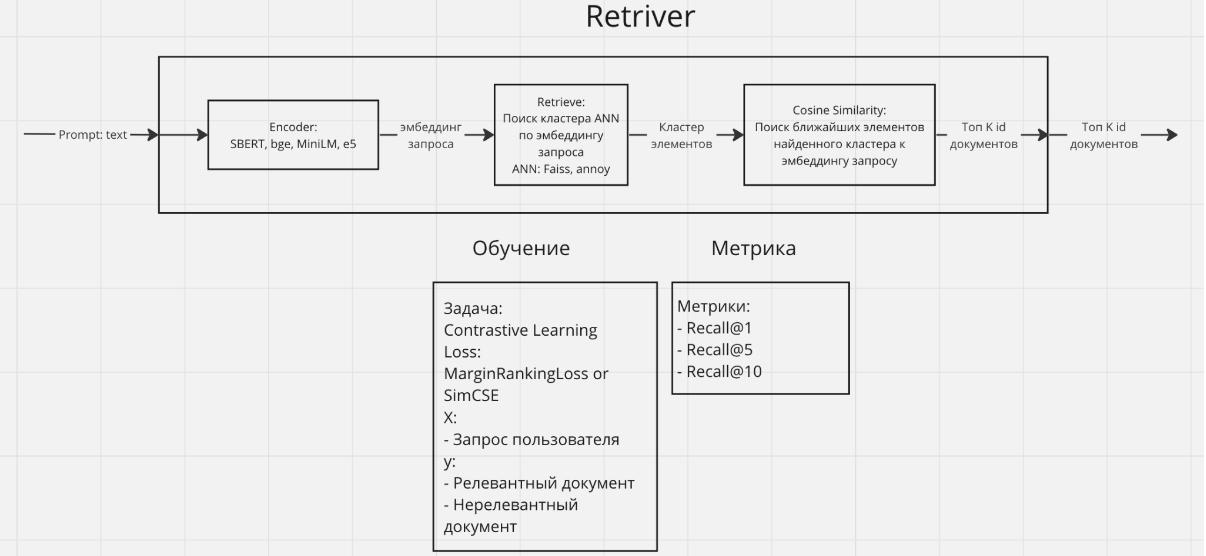 Retriver
Prompt: text
Encoder:
SBERT, bge, MiniLM, e5
эмбеддинг
запроса
Retrieve:
Поиск кластера ANN
по эмбеддингу
запроса
ANN: Faiss, annoy
Кластер
элементов
Cosine Similarity:
Поиск ближайших элементов
найденного кластера к
эмбеддингу запросу
Топ K id
документов
Топ K id
документов
Обучение
Задача:
Contrastive Learning
Loss:
MarginRankingLoss or
SimCSE
X:
- Запрос пользователя
y:
- Релевантный документ
- Нерелевантный
документ
Метрика
Метрики:
- Recall@1
- Recall@5
- Recall@10